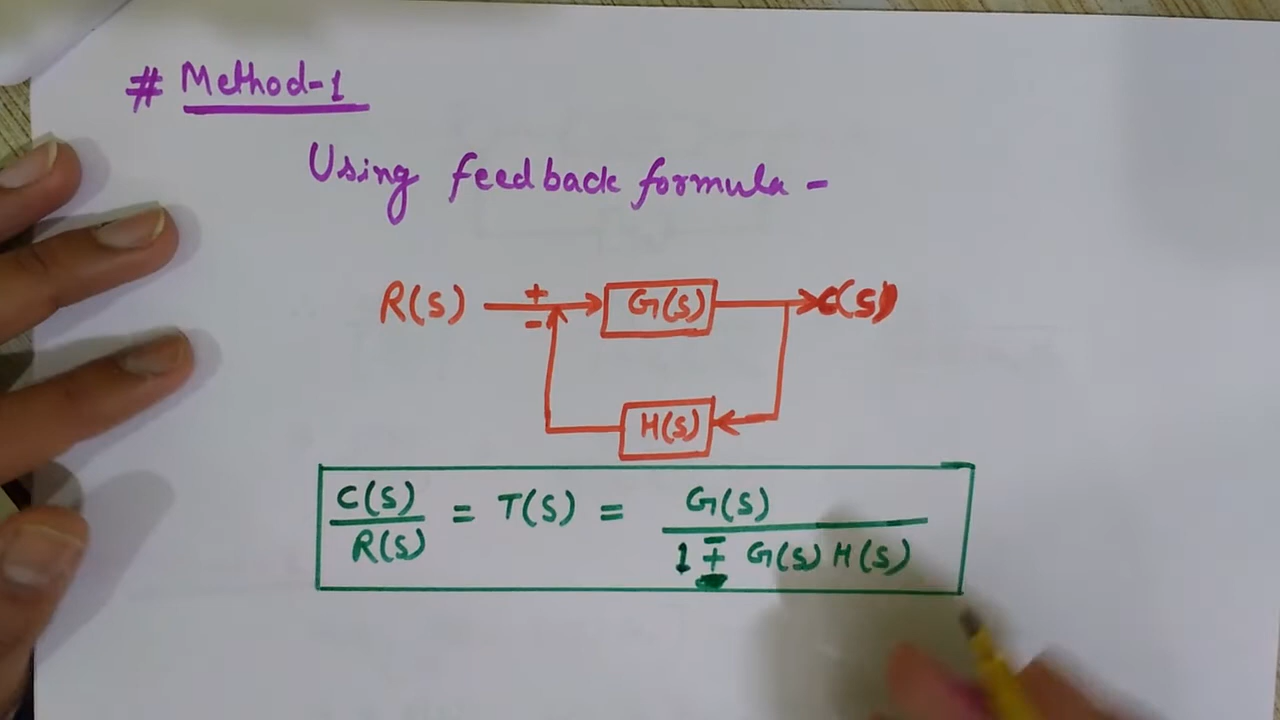 # Method-1
Using feedback formula -
R(S) + - G(S) C(S)
H(S)
C(S)/R(S) = T(S) = G(S)/1 ∓ G(S) H(S)